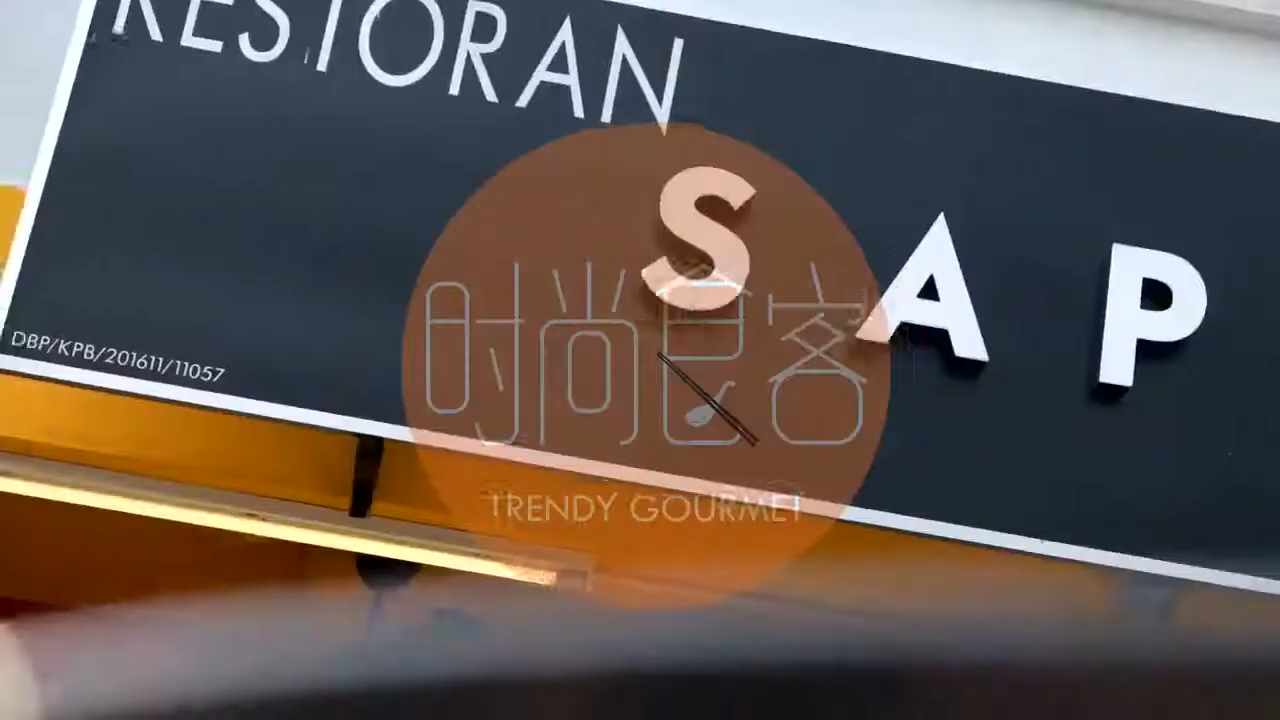 RESTORAN
S A P
DBP/KPB/201611/11057
时尚食客
TRENDY GOURMET